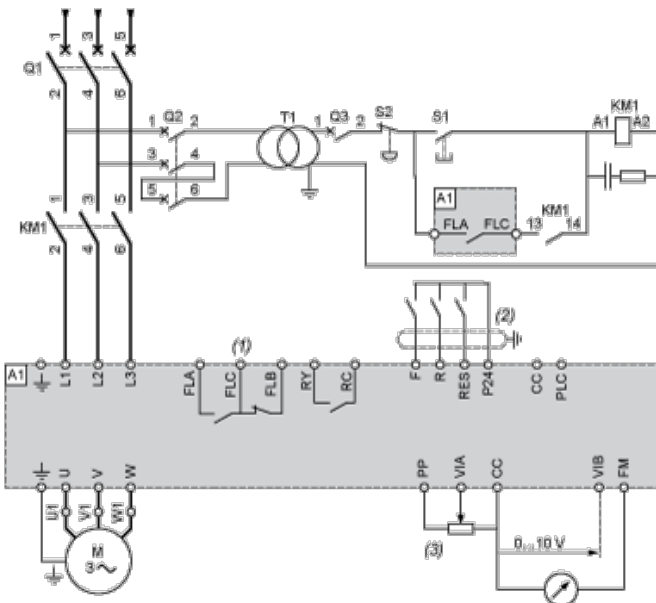 1 3 5
Q1
2 4 6
1 Q2 2 T1 1 Q3 2 S2 S1 KM1
A1 A2
3 4
5 6
A1
FLA FLC
KM1
13 14
1 3 5
KM1
2 4 6
(1) (2)
A1
L1 L2 L3 FLA FLC FLB RY RC F R RES P24 CC PLC
U V W PP VIA CC VIB FM
U1 V1 W1
M
3~
(3)
0 ... 10 V